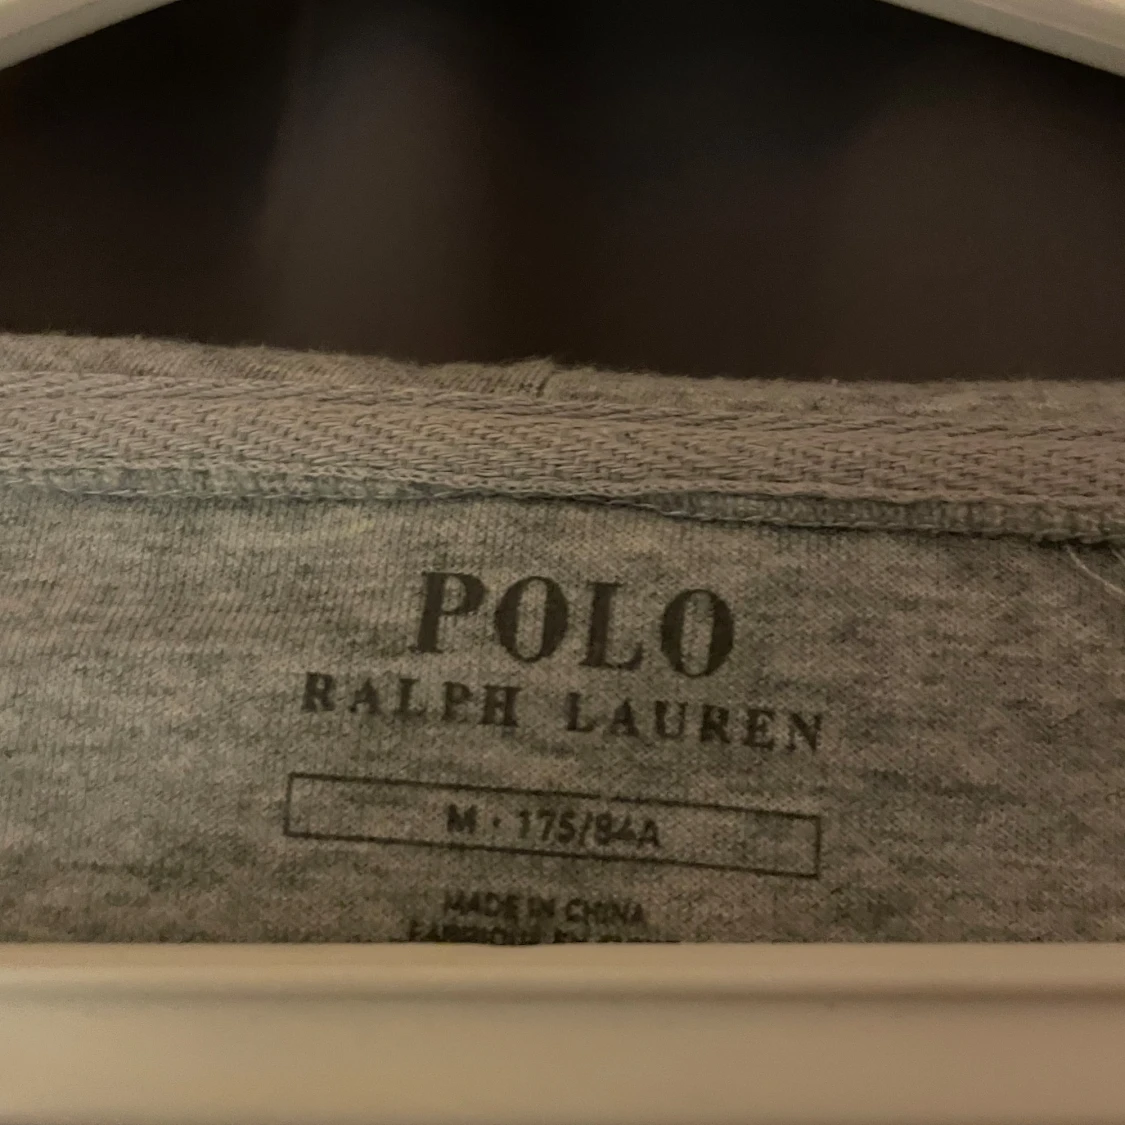 POLO
RALPH LAUREN
M · 175/84A
MADE IN CHINA